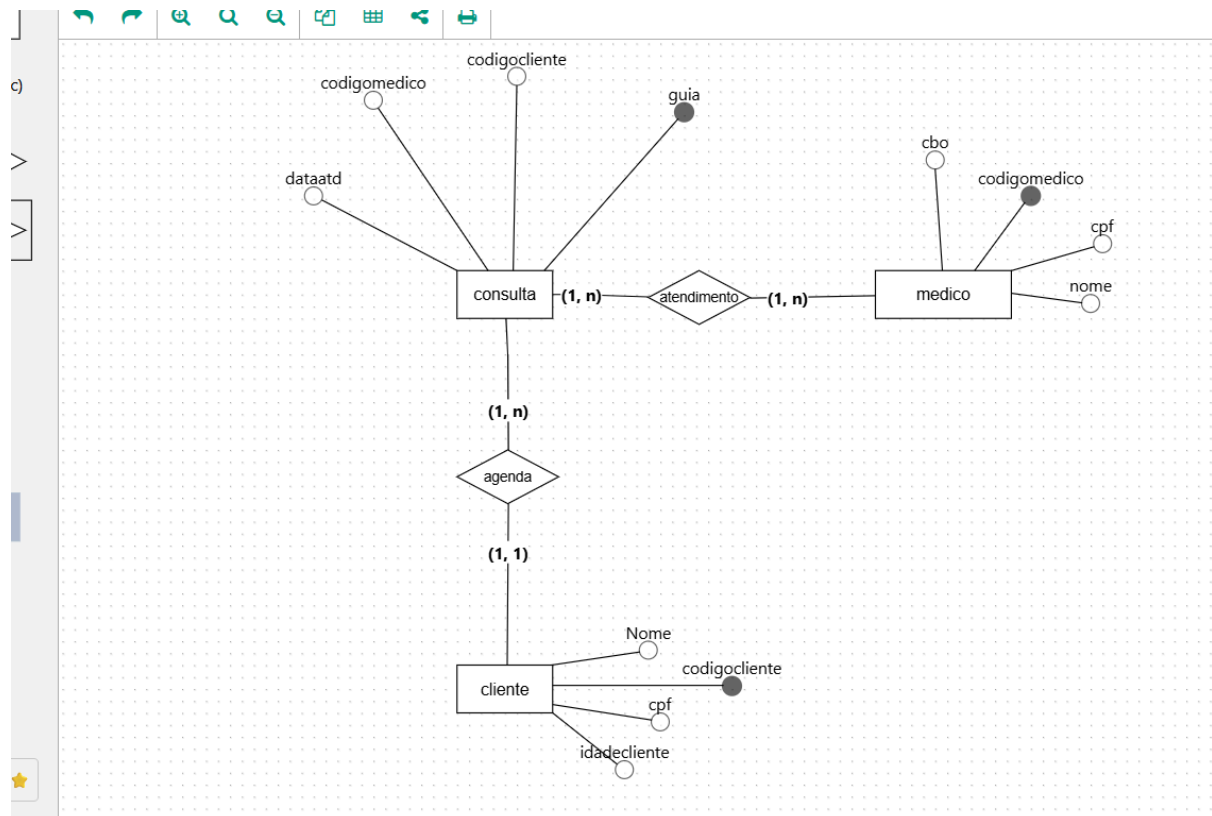 codigocliente
codigomedico
guia
c)
cbo
dataatd
codigomedico
cpf
nome
consulta
(1, n)
atendimento
(1, n)
medico
(1, n)
agenda
(1, 1)
Nome
codigocliente
cliente
cpf
idadecliente